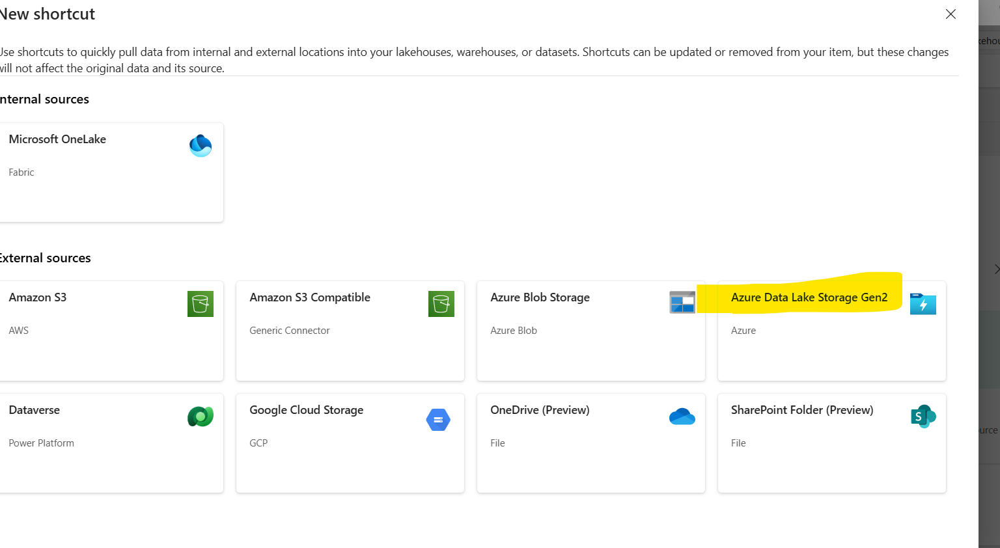 New shortcut
Use shortcuts to quickly pull data from internal and external locations into your lakehouses, warehouses, or datasets. Shortcuts can be updated or removed from your item, but these changes
will not affect the original data and its source.
Internal sources
Microsoft OneLake
Fabric
External sources
Amazon S3
AWS
Amazon S3 Compatible
Generic Connector
Azure Blob Storage
Azure Blob
Azure Data Lake Storage Gen2
Azure
Dataverse
Power Platform
Google Cloud Storage
GCP
OneDrive (Preview)
File
SharePoint Folder (Preview)
S
File